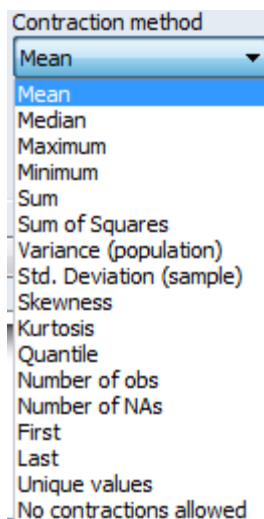 Contraction method
Mean
Mean
Median
Maximum
Minimum
Sum
Sum of Squares
Variance (population)
Std. Deviation (sample)
Skewness
Kurtosis
Quantile
Number of obs
Number of NAs
First
Last
Unique values
No contractions allowed